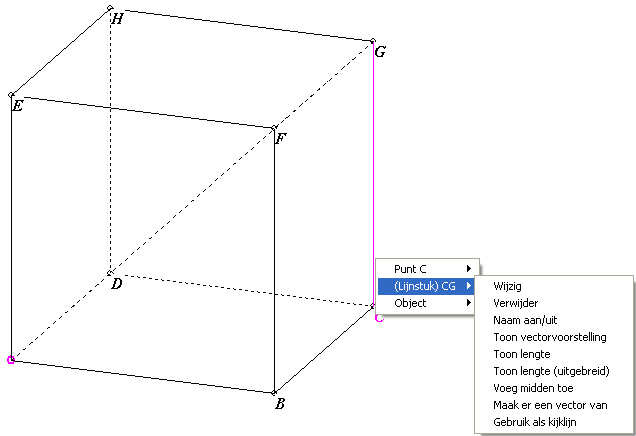 H
G
E
F
D
Punt C
(Lijnstuk) CG
Object
C
Wijzig
Verwijder
Naam aan/uit
Toon vectorvoorstelling
Toon lengte
Toon lengte (uitgebreid)
Voeg midden toe
Maak er een vector van
Gebruik als kijklijn
B